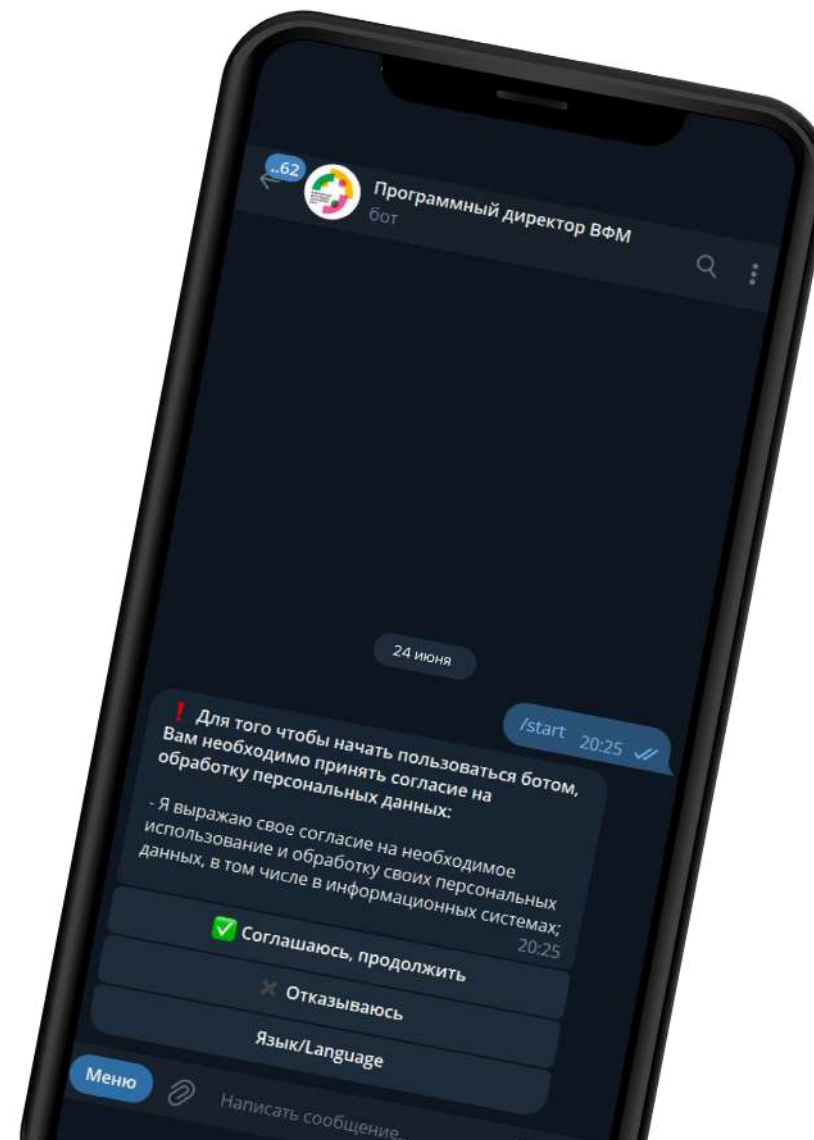 ..62
Программный директор ВФМ
бот
24 июня
/start 20:25
❗ Для того чтобы начать пользоваться ботом,
Вам необходимо принять согласие на
обработку персональных данных:
- Я выражаю свое согласие на необходимое
использование и обработку своих персональных
данных, в том числе в информационных системах;
20:25
✅ Соглашаюсь, продолжить
✖ Отказываюсь
Язык/Language
Меню
Написать сообщение...